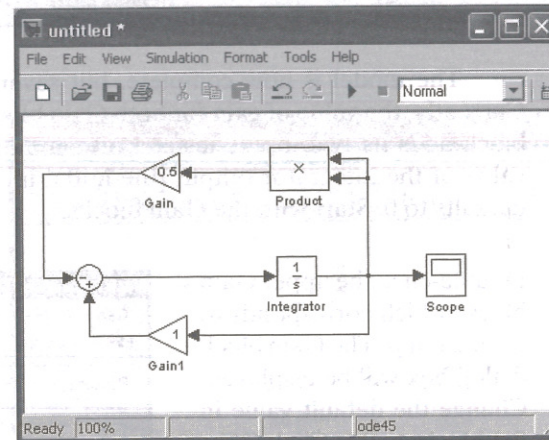 untitled *
File Edit View Simulation Format Tools Help
Normal
0.5
×
Gain
Product
-
+
1
s
Integrator
Scope
1
Gain1
Ready 100% ode45